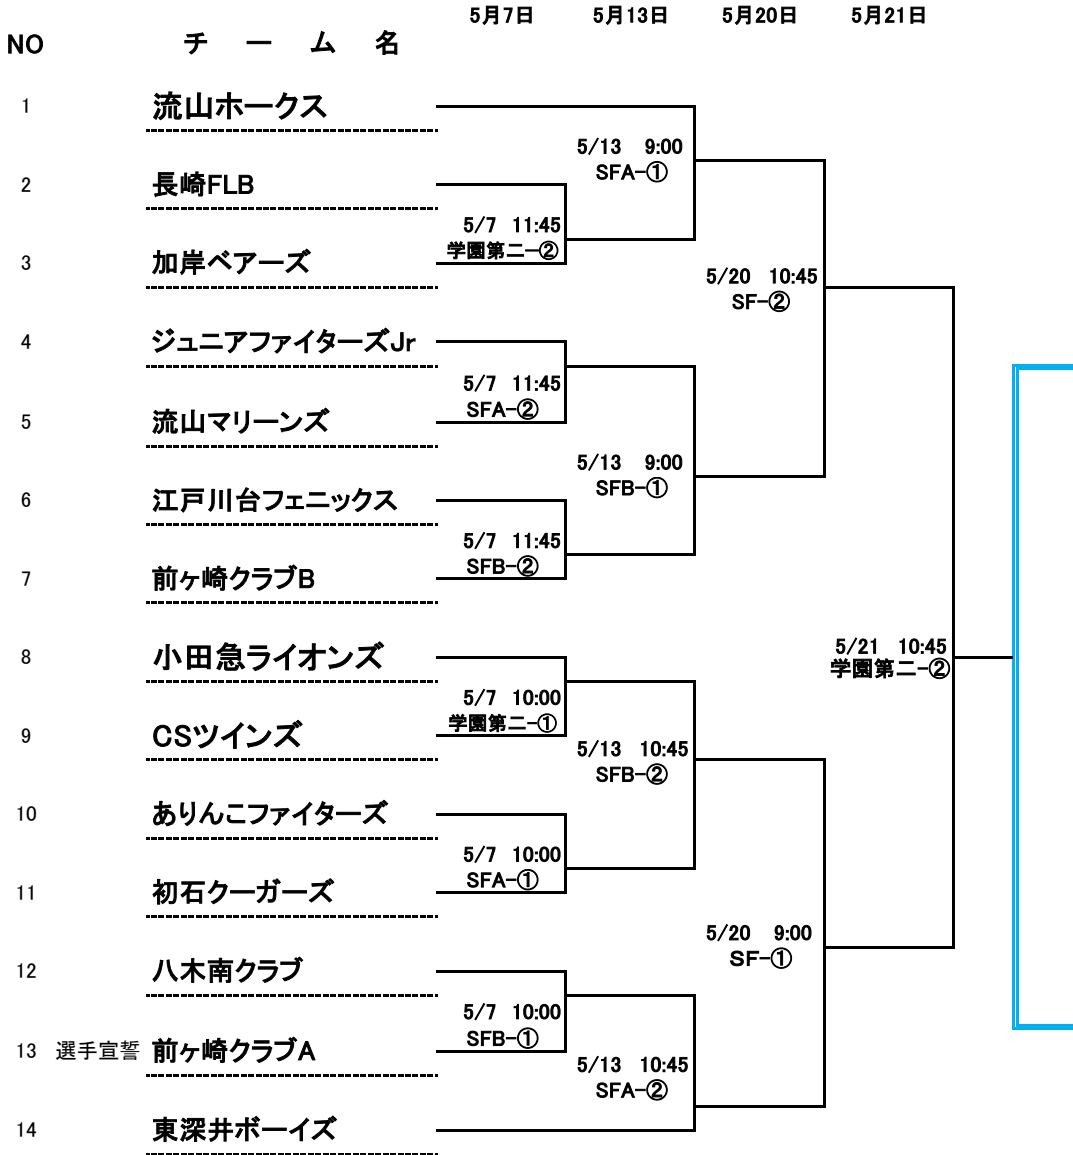 5月7日 5月13日 5月20日 5月21日
NO チ ー ム 名
1 流山ホークス
5/13 9:00
SFA-①
2 長崎FLB
5/7 11:45
学園第二-②
3 加岸ベアーズ
5/20 10:45
SF-②
4 ジュニアファイターズJr
5/7 11:45
SFA-②
5 流山マリーンズ
5/13 9:00
SFB-①
6 江戸川台フェニックス
5/7 11:45
SFB-②
7 前ヶ崎クラブB
5/21 10:45
学園第二-②
8 小田急ライオンズ
5/7 10:00
学園第二-①
9 CSツインズ
5/13 10:45
SFB-②
10 ありんこファイターズ
5/7 10:00
SFA-①
11 初石クーガーズ
5/20 9:00
SF-①
12 八木南クラブ
5/7 10:00
SFB-①
13 選手宣誓 前ヶ崎クラブA
5/13 10:45
SFA-②
14 東深井ボーイズ